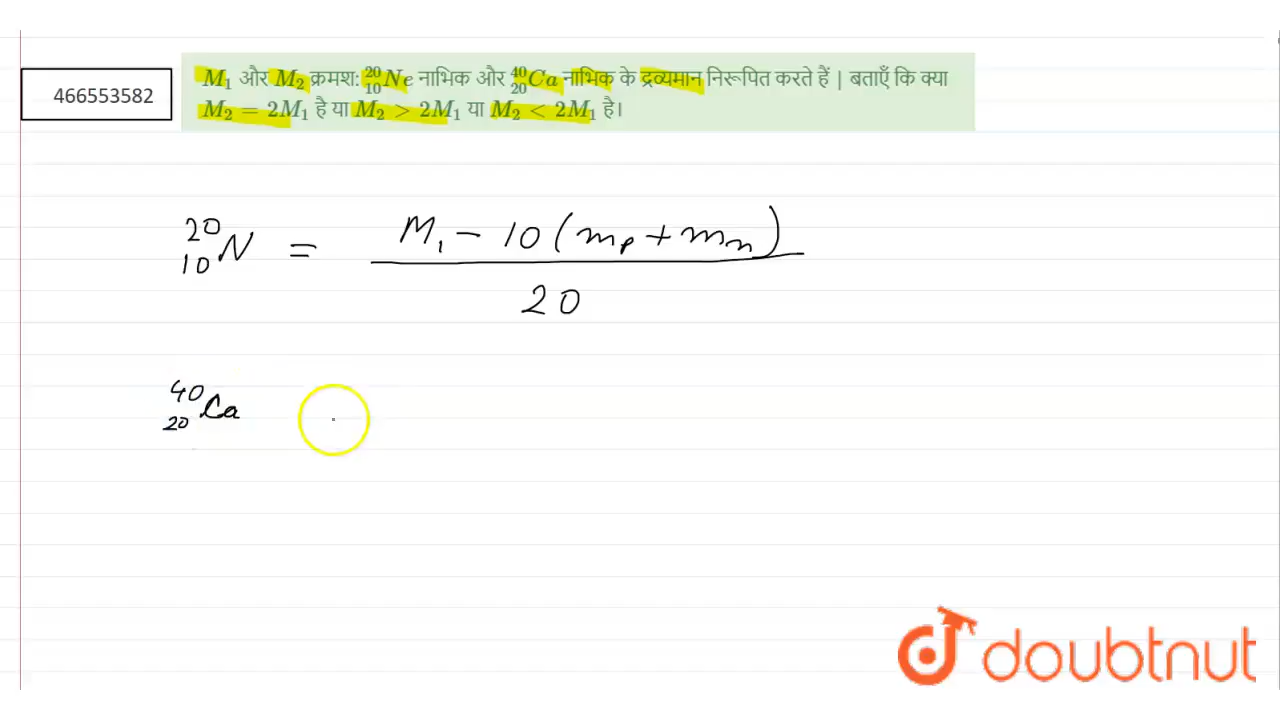 466553582
M₁ और M₂ क्रमश: ²⁰₁₀Ne नाभिक और ⁴⁰₂₀Ca नाभिक के द्रव्यमान निरूपित करते हैं | बताएँ कि क्या
M₂ = 2M₁ है या M₂ > 2M₁ या M₂ < 2M₁ है।
²⁰₁₀N = (M₁ - 10(mₚ + mₙ)) / 20
⁴⁰₂₀Ca
doubtnut